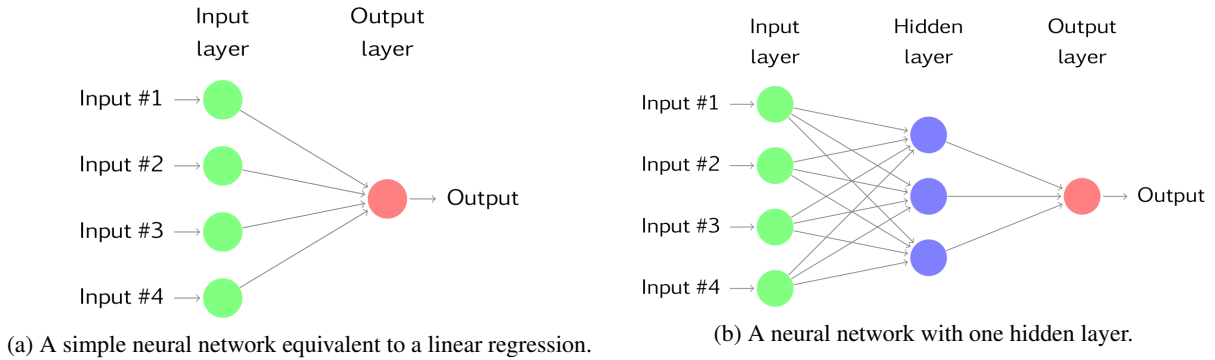 Input
layer
Output
layer
Input #1
Input #2
Input #3
Input #4
Output
(a) A simple neural network equivalent to a linear regression.
Input
layer
Hidden
layer
Output
layer
Input #1
Input #2
Input #3
Input #4
Output
(b) A neural network with one hidden layer.